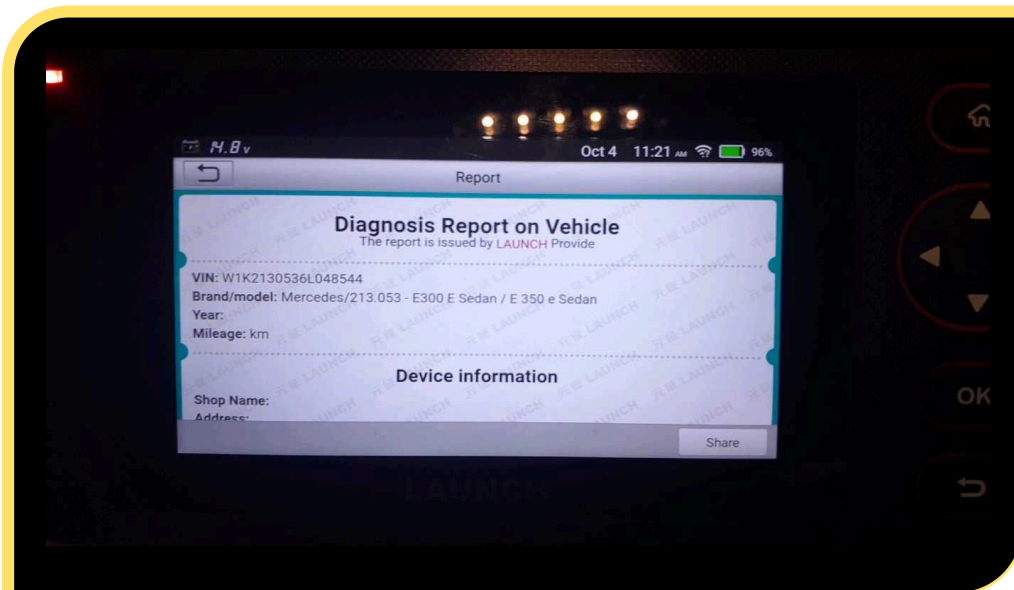 14.8 v
Oct 4 11:21 AM 96%
Report
Diagnosis Report on Vehicle
The report is issued by LAUNCH Provide
VIN: W1K2130536L048544
Brand/model: Mercedes/213.053 - E300 E Sedan / E 350 e Sedan
Year:
Mileage: km
Device information
Shop Name:
Address:
Share
LAUNCH
OK